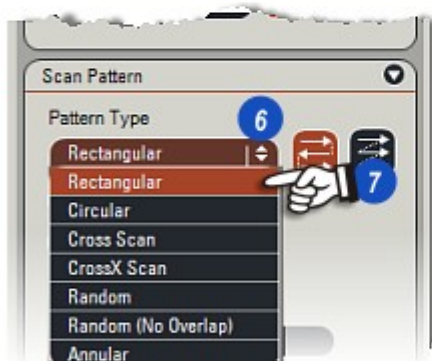 Scan Pattern
Pattern Type
6
Rectangular
Rectangular
7
Circular
Cross Scan
CrossX Scan
Random
Random (No Overlap)
Annular